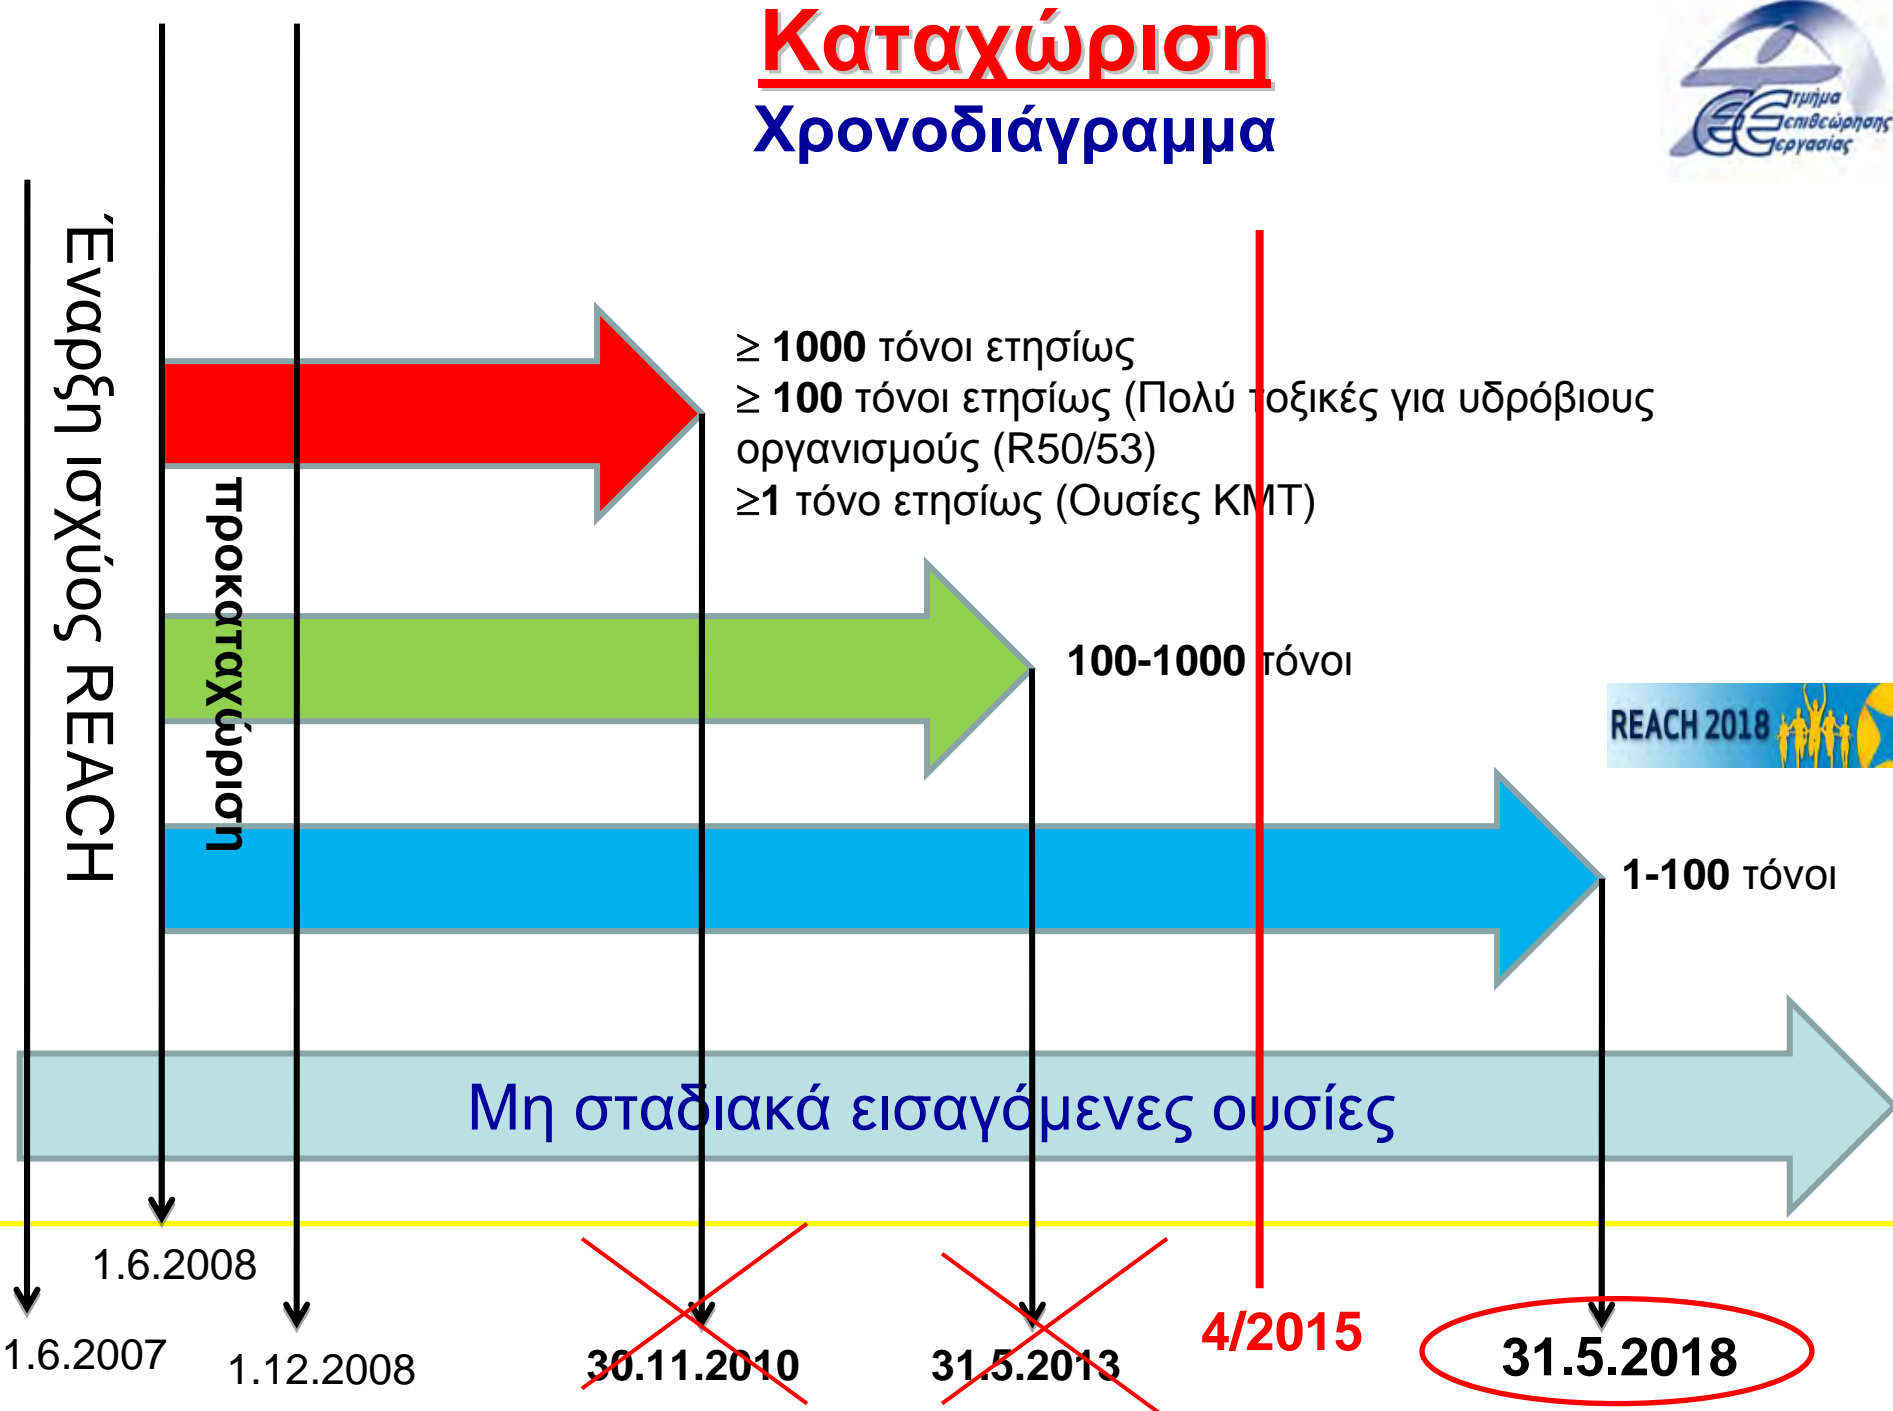 Καταχώριση
Χρονοδιάγραμμα
τμήμα
επιθεώρησης
εργασίας
Έναρξη ισχύος REACH
προκαταχώριση
≥ 1000 τόνοι ετησίως
≥ 100 τόνοι ετησίως (Πολύ τοξικές για υδρόβιους
οργανισμούς (R50/53)
≥1 τόνο ετησίως (Ουσίες ΚΜΤ)
100-1000 τόνοι
REACH 2018
1-100 τόνοι
Μη σταδιακά εισαγόμενες ουσίες
1.6.2008
1.6.2007
1.12.2008
30.11.2010
31.5.2013
4/2015
31.5.2018